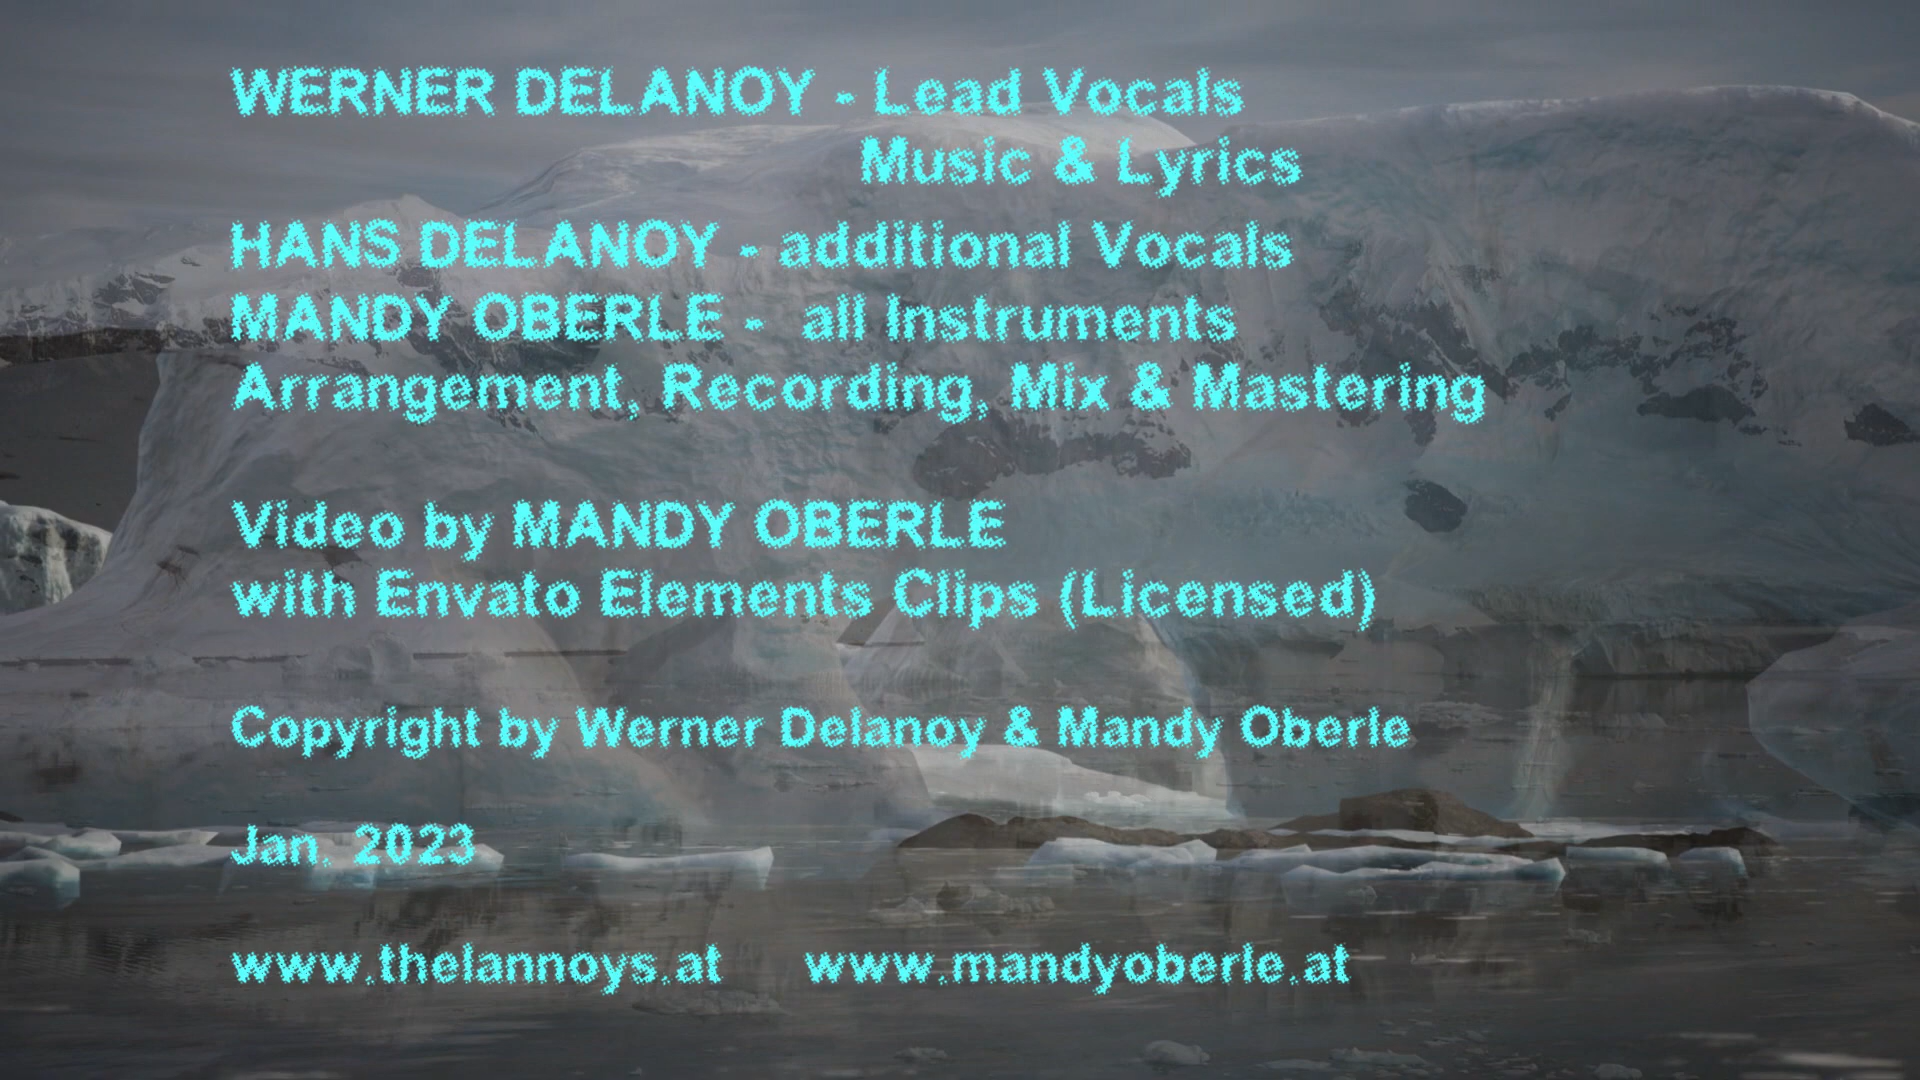 WERNER DELANOY - Lead Vocals
Music & Lyrics
HANS DELANOY - additional Vocals
MANDY OBERLE - all Instruments
Arrangement, Recording, Mix & Mastering
Video by MANDY OBERLE
with Envato Elements Clips (Licensed)
Copyright by Werner Delanoy & Mandy Oberle
Jan. 2023
www.thelannoys.at www.mandyoberle.at